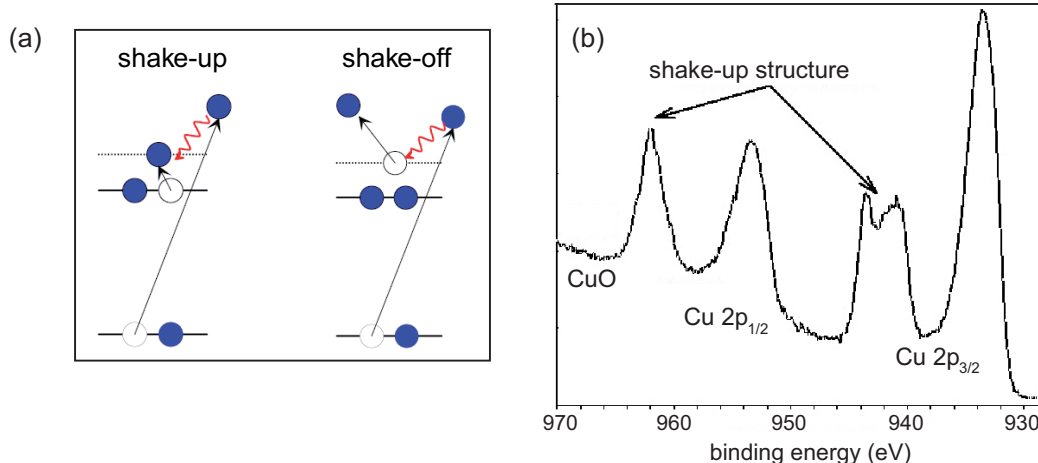 (a)
shake-up
shake-off
(b)
shake-up structure
CuO
Cu 2p1/2
Cu 2p3/2
970
960
950
940
930
binding energy (eV)